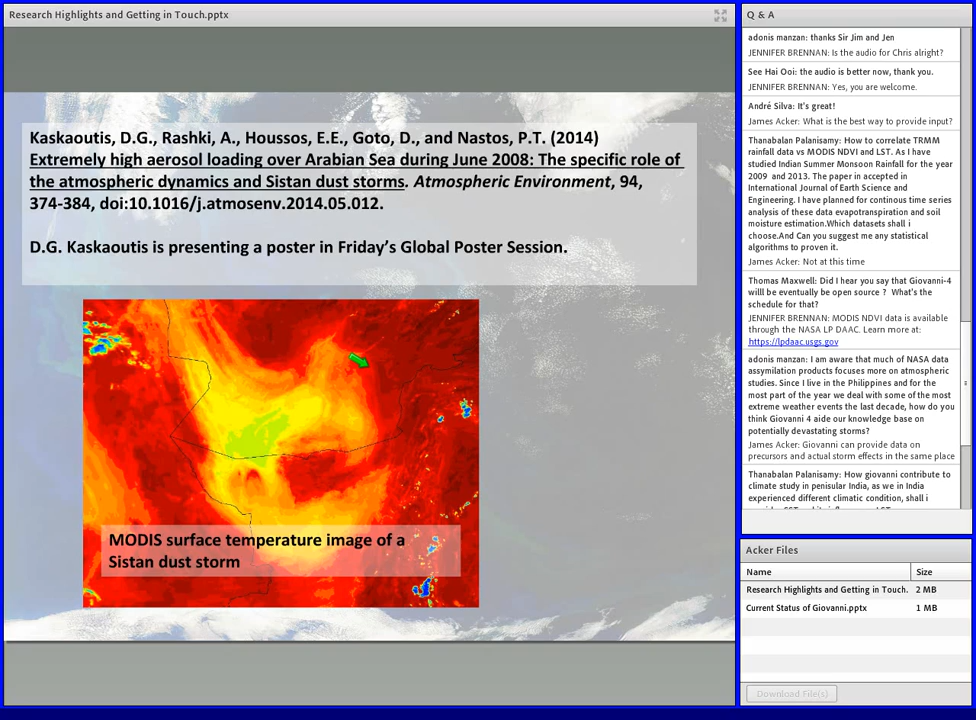 Research Highlights and Getting in Touch.pptx
Kaskaoutis, D.G., Rashki, A., Houssos, E.E., Goto, D., and Nastos, P.T. (2014)
Extremely high aerosol loading over Arabian Sea during June 2008: The specific role of
the atmospheric dynamics and Sistan dust storms. Atmospheric Environment, 94,
374-384, doi:10.1016/j.atmosenv.2014.05.012.
D.G. Kaskaoutis is presenting a poster in Friday's Global Poster Session.
MODIS surface temperature image of a
Sistan dust storm
Q & A
adonis manzan: thanks Sir Jim and Jen
JENNIFER BRENNAN: Is the audio for Chris alright?
See Hai Ooi: the audio is better now, thank you.
JENNIFER BRENNAN: Yes, you are welcome.
André Silva: It's great!
James Acker: What is the best way to provide input?
Thanabalan Palanisamy: How to correlate TRMM
rainfall data vs MODIS NDVI and LST. As I have
studied Indian Summer Monsoon Rainfall for the year
2009 and 2013. The paper in accepted in
International Journal of Earth Science and
Engineering. I have planned for continous time series
analysis of these data evapotranspiration and soil
moisture estimation.Which datasets shall i
choose.And Can you suggest me any statistical
algorithms to proven it.
James Acker: Not at this time
Thomas Maxwell: Did I hear you say that Giovanni-4
willl be eventually be open source ? What's the
schedule for that?
JENNIFER BRENNAN: MODIS NDVI data is available
through the NASA LP DAAC. Learn more at:
https://lpdaac.usgs.gov
adonis manzan: I am aware that much of NASA data
assymilation products focuses more on atmospheric
studies. Since I live in the Philippines and for the
most part of the year we deal with some of the most
extreme weather events the last decade, how do you
think Giovanni 4 aide our knowledge base on
potentially devastating storms?
James Acker: Giovanni can provide data on
precursors and actual storm effects in the same place
Thanabalan Palanisamy: How giovanni contribute to
climate study in penisular India, as we in India
experienced different climatic condition, shall i
Acker Files
Name Size
Research Highlights and Getting in Touch. 2 MB
Current Status of Giovanni.pptx 1 MB
Download File(s)